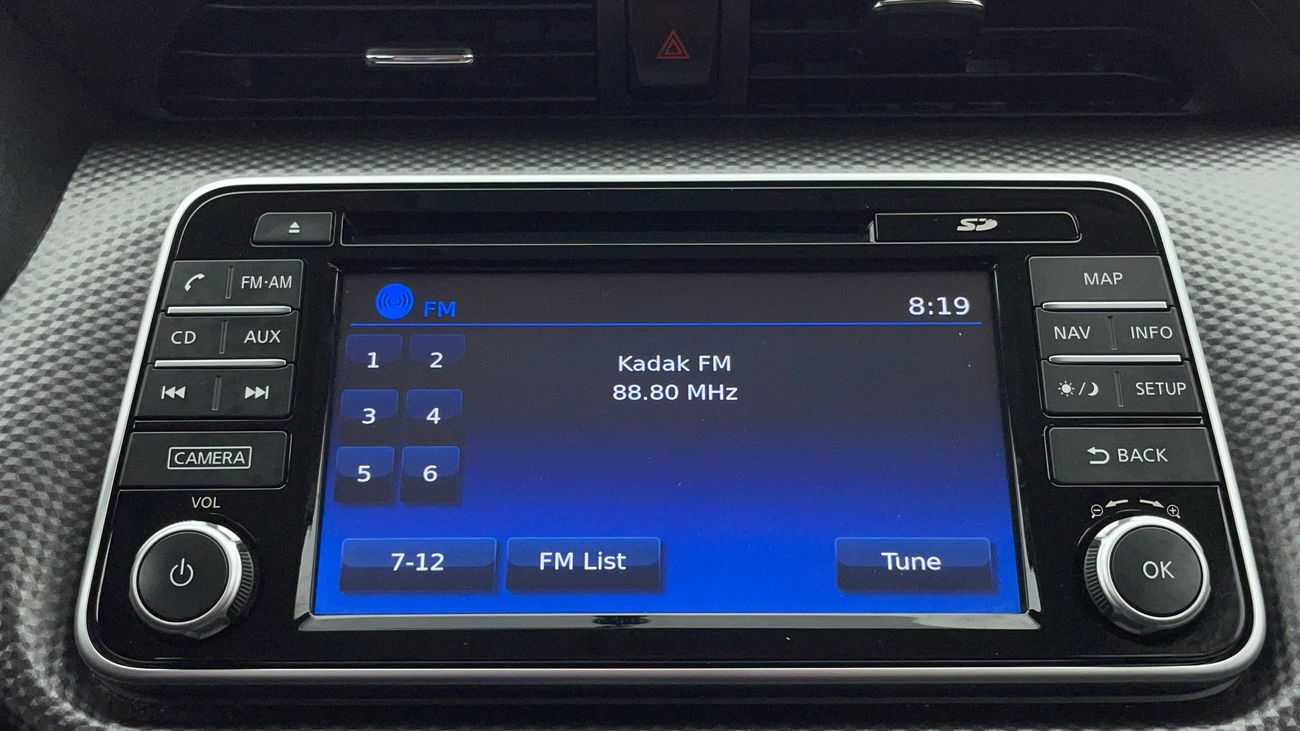 SD
FM·AM
MAP
CD AUX
NAV INFO
SETUP
CAMERA
BACK
VOL
OK
FM
8:19
1 2
Kadak FM
88.80 MHz
3 4
5 6
7-12 FM List Tune